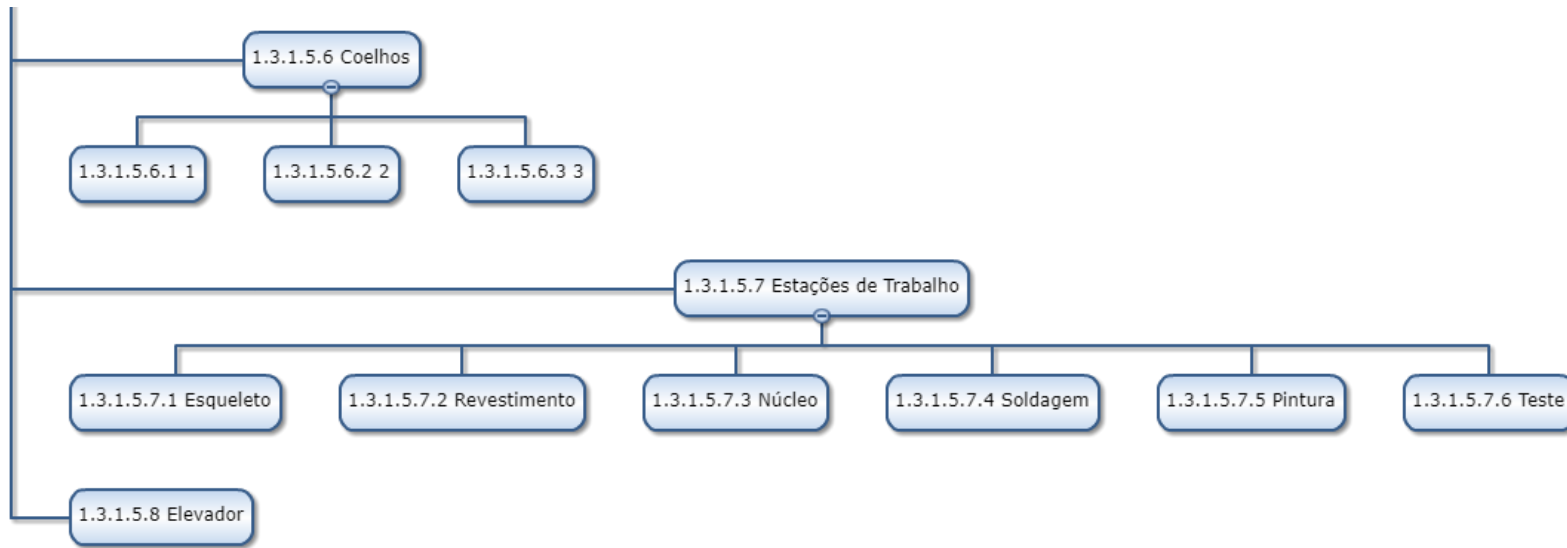 1.3.1.5.6 Coelhos
1.3.1.5.6.1 1
1.3.1.5.6.2 2
1.3.1.5.6.3 3
1.3.1.5.7 Estações de Trabalho
1.3.1.5.7.1 Esqueleto
1.3.1.5.7.2 Revestimento
1.3.1.5.7.3 Núcleo
1.3.1.5.7.4 Soldagem
1.3.1.5.7.5 Pintura
1.3.1.5.7.6 Teste
1.3.1.5.8 Elevador